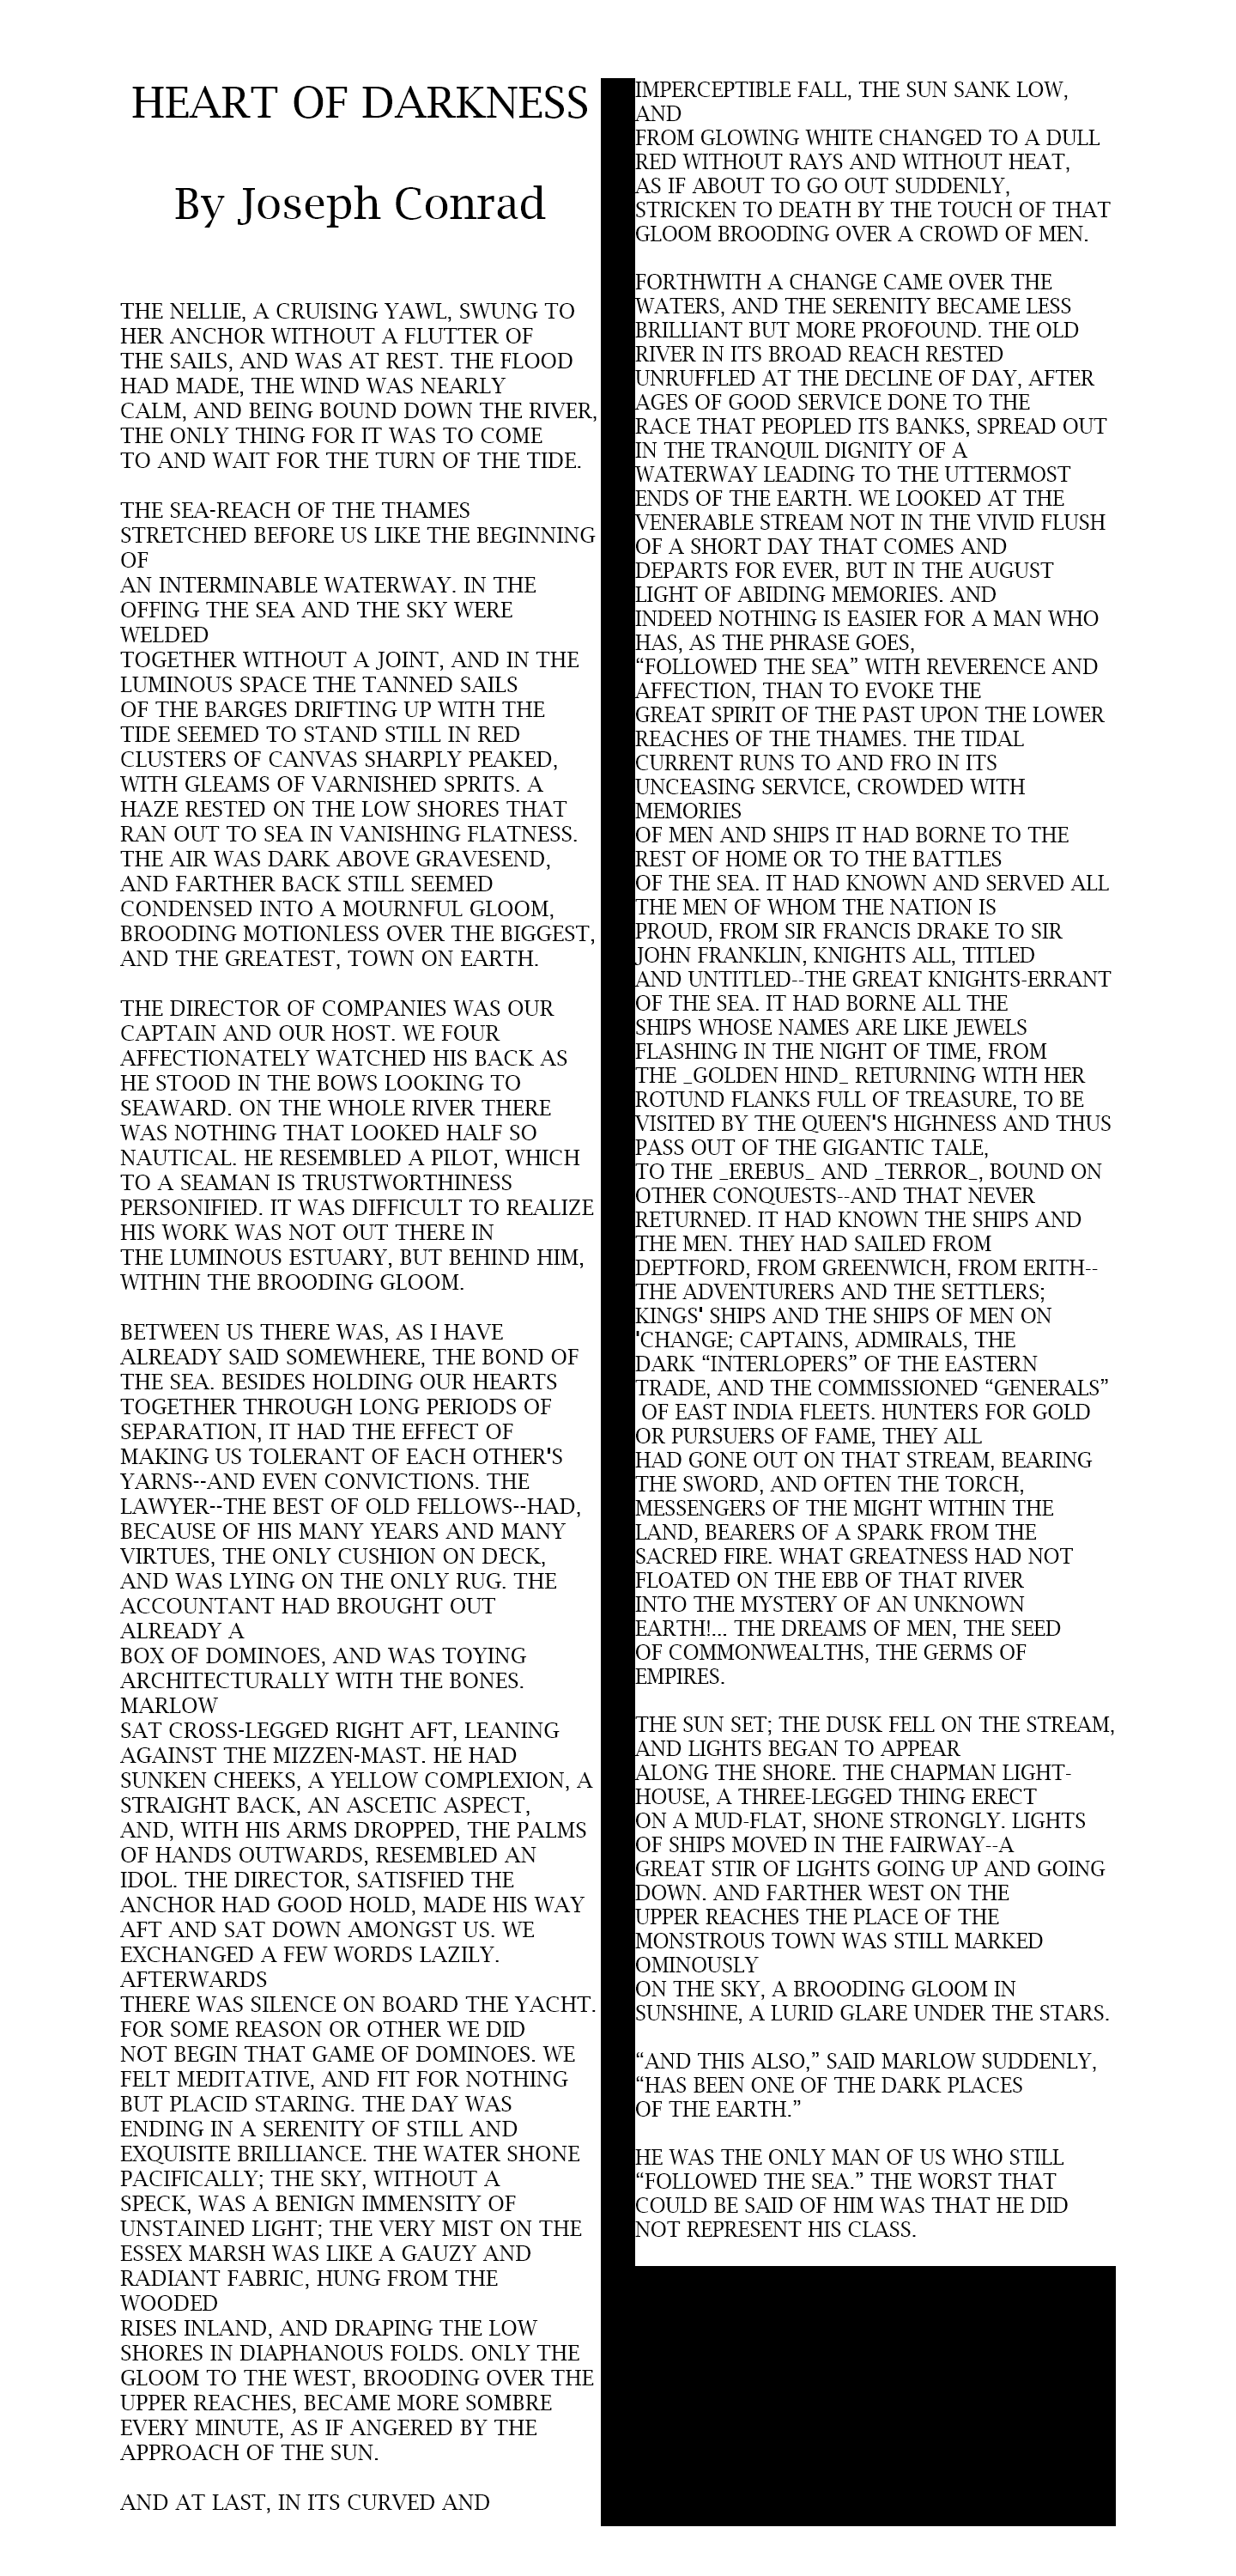 HEART OF DARKNESS
By Joseph Conrad
THE NELLIE, A CRUISING YAWL, SWUNG TO
HER ANCHOR WITHOUT A FLUTTER OF
THE SAILS, AND WAS AT REST. THE FLOOD
HAD MADE, THE WIND WAS NEARLY
CALM, AND BEING BOUND DOWN THE RIVER,
THE ONLY THING FOR IT WAS TO COME
TO AND WAIT FOR THE TURN OF THE TIDE.
THE SEA-REACH OF THE THAMES
STRETCHED BEFORE US LIKE THE BEGINNING
OF
AN INTERMINABLE WATERWAY. IN THE
OFFING THE SEA AND THE SKY WERE
WELDED
TOGETHER WITHOUT A JOINT, AND IN THE
LUMINOUS SPACE THE TANNED SAILS
OF THE BARGES DRIFTING UP WITH THE
TIDE SEEMED TO STAND STILL IN RED
CLUSTERS OF CANVAS SHARPLY PEAKED,
WITH GLEAMS OF VARNISHED SPRITS. A
HAZE RESTED ON THE LOW SHORES THAT
RAN OUT TO SEA IN VANISHING FLATNESS.
THE AIR WAS DARK ABOVE GRAVESEND,
AND FARTHER BACK STILL SEEMED
CONDENSED INTO A MOURNFUL GLOOM,
BROODING MOTIONLESS OVER THE BIGGEST,
AND THE GREATEST, TOWN ON EARTH.
THE DIRECTOR OF COMPANIES WAS OUR
CAPTAIN AND OUR HOST. WE FOUR
AFFECTIONATELY WATCHED HIS BACK AS
HE STOOD IN THE BOWS LOOKING TO
SEAWARD. ON THE WHOLE RIVER THERE
WAS NOTHING THAT LOOKED HALF SO
NAUTICAL. HE RESEMBLED A PILOT, WHICH
TO A SEAMAN IS TRUSTWORTHINESS
PERSONIFIED. IT WAS DIFFICULT TO REALIZE
HIS WORK WAS NOT OUT THERE IN
THE LUMINOUS ESTUARY, BUT BEHIND HIM,
WITHIN THE BROODING GLOOM.
BETWEEN US THERE WAS, AS I HAVE
ALREADY SAID SOMEWHERE, THE BOND OF
THE SEA. BESIDES HOLDING OUR HEARTS
TOGETHER THROUGH LONG PERIODS OF
SEPARATION, IT HAD THE EFFECT OF
MAKING US TOLERANT OF EACH OTHER'S
YARNS--AND EVEN CONVICTIONS. THE
LAWYER--THE BEST OF OLD FELLOWS--HAD,
BECAUSE OF HIS MANY YEARS AND MANY
VIRTUES, THE ONLY CUSHION ON DECK,
AND WAS LYING ON THE ONLY RUG. THE
ACCOUNTANT HAD BROUGHT OUT
ALREADY A
BOX OF DOMINOES, AND WAS TOYING
ARCHITECTURALLY WITH THE BONES.
MARLOW
SAT CROSS-LEGGED RIGHT AFT, LEANING
AGAINST THE MIZZEN-MAST. HE HAD
SUNKEN CHEEKS, A YELLOW COMPLEXION, A
STRAIGHT BACK, AN ASCETIC ASPECT,
AND, WITH HIS ARMS DROPPED, THE PALMS
OF HANDS OUTWARDS, RESEMBLED AN
IDOL. THE DIRECTOR, SATISFIED THE
ANCHOR HAD GOOD HOLD, MADE HIS WAY
AFT AND SAT DOWN AMONGST US. WE
EXCHANGED A FEW WORDS LAZILY.
AFTERWARDS
THERE WAS SILENCE ON BOARD THE YACHT.
FOR SOME REASON OR OTHER WE DID
NOT BEGIN THAT GAME OF DOMINOES. WE
FELT MEDITATIVE, AND FIT FOR NOTHING
BUT PLACID STARING. THE DAY WAS
ENDING IN A SERENITY OF STILL AND
EXQUISITE BRILLIANCE. THE WATER SHONE
PACIFICALLY; THE SKY, WITHOUT A
SPECK, WAS A BENIGN IMMENSITY OF
UNSTAINED LIGHT; THE VERY MIST ON THE
ESSEX MARSH WAS LIKE A GAUZY AND
RADIANT FABRIC, HUNG FROM THE
WOODED
RISES INLAND, AND DRAPING THE LOW
SHORES IN DIAPHANOUS FOLDS. ONLY THE
GLOOM TO THE WEST, BROODING OVER THE
UPPER REACHES, BECAME MORE SOMBRE
EVERY MINUTE, AS IF ANGERED BY THE
APPROACH OF THE SUN.
AND AT LAST, IN ITS CURVED AND
IMPERCEPTIBLE FALL, THE SUN SANK LOW,
AND
FROM GLOWING WHITE CHANGED TO A DULL
RED WITHOUT RAYS AND WITHOUT HEAT,
AS IF ABOUT TO GO OUT SUDDENLY,
STRICKEN TO DEATH BY THE TOUCH OF THAT
GLOOM BROODING OVER A CROWD OF MEN.
FORTHWITH A CHANGE CAME OVER THE
WATERS, AND THE SERENITY BECAME LESS
BRILLIANT BUT MORE PROFOUND. THE OLD
RIVER IN ITS BROAD REACH RESTED
UNRUFFLED AT THE DECLINE OF DAY, AFTER
AGES OF GOOD SERVICE DONE TO THE
RACE THAT PEOPLED ITS BANKS, SPREAD OUT
IN THE TRANQUIL DIGNITY OF A
WATERWAY LEADING TO THE UTTERMOST
ENDS OF THE EARTH. WE LOOKED AT THE
VENERABLE STREAM NOT IN THE VIVID FLUSH
OF A SHORT DAY THAT COMES AND
DEPARTS FOR EVER, BUT IN THE AUGUST
LIGHT OF ABIDING MEMORIES. AND
INDEED NOTHING IS EASIER FOR A MAN WHO
HAS, AS THE PHRASE GOES,
“FOLLOWED THE SEA” WITH REVERENCE AND
AFFECTION, THAN TO EVOKE THE
GREAT SPIRIT OF THE PAST UPON THE LOWER
REACHES OF THE THAMES. THE TIDAL
CURRENT RUNS TO AND FRO IN ITS
UNCEASING SERVICE, CROWDED WITH
MEMORIES
OF MEN AND SHIPS IT HAD BORNE TO THE
REST OF HOME OR TO THE BATTLES
OF THE SEA. IT HAD KNOWN AND SERVED ALL
THE MEN OF WHOM THE NATION IS
PROUD, FROM SIR FRANCIS DRAKE TO SIR
JOHN FRANKLIN, KNIGHTS ALL, TITLED
AND UNTITLED--THE GREAT KNIGHTS-ERRANT
OF THE SEA. IT HAD BORNE ALL THE
SHIPS WHOSE NAMES ARE LIKE JEWELS
FLASHING IN THE NIGHT OF TIME, FROM
THE _GOLDEN HIND_ RETURNING WITH HER
ROTUND FLANKS FULL OF TREASURE, TO BE
VISITED BY THE QUEEN'S HIGHNESS AND THUS
PASS OUT OF THE GIGANTIC TALE,
TO THE _EREBUS_ AND _TERROR_, BOUND ON
OTHER CONQUESTS--AND THAT NEVER
RETURNED. IT HAD KNOWN THE SHIPS AND
THE MEN. THEY HAD SAILED FROM
DEPTFORD, FROM GREENWICH, FROM ERITH--
THE ADVENTURERS AND THE SETTLERS;
KINGS' SHIPS AND THE SHIPS OF MEN ON
'CHANGE; CAPTAINS, ADMIRALS, THE
DARK “INTERLOPERS” OF THE EASTERN
TRADE, AND THE COMMISSIONED “GENERALS”
OF EAST INDIA FLEETS. HUNTERS FOR GOLD
OR PURSUERS OF FAME, THEY ALL
HAD GONE OUT ON THAT STREAM, BEARING
THE SWORD, AND OFTEN THE TORCH,
MESSENGERS OF THE MIGHT WITHIN THE
LAND, BEARERS OF A SPARK FROM THE
SACRED FIRE. WHAT GREATNESS HAD NOT
FLOATED ON THE EBB OF THAT RIVER
INTO THE MYSTERY OF AN UNKNOWN
EARTH!... THE DREAMS OF MEN, THE SEED
OF COMMONWEALTHS, THE GERMS OF
EMPIRES.
THE SUN SET; THE DUSK FELL ON THE STREAM,
AND LIGHTS BEGAN TO APPEAR
ALONG THE SHORE. THE CHAPMAN LIGHT-
HOUSE, A THREE-LEGGED THING ERECT
ON A MUD-FLAT, SHONE STRONGLY. LIGHTS
OF SHIPS MOVED IN THE FAIRWAY--A
GREAT STIR OF LIGHTS GOING UP AND GOING
DOWN. AND FARTHER WEST ON THE
UPPER REACHES THE PLACE OF THE
MONSTROUS TOWN WAS STILL MARKED
OMINOUSLY
ON THE SKY, A BROODING GLOOM IN
SUNSHINE, A LURID GLARE UNDER THE STARS.
“AND THIS ALSO,” SAID MARLOW SUDDENLY,
“HAS BEEN ONE OF THE DARK PLACES
OF THE EARTH.”
HE WAS THE ONLY MAN OF US WHO STILL
“FOLLOWED THE SEA.” THE WORST THAT
COULD BE SAID OF HIM WAS THAT HE DID
NOT REPRESENT HIS CLASS.